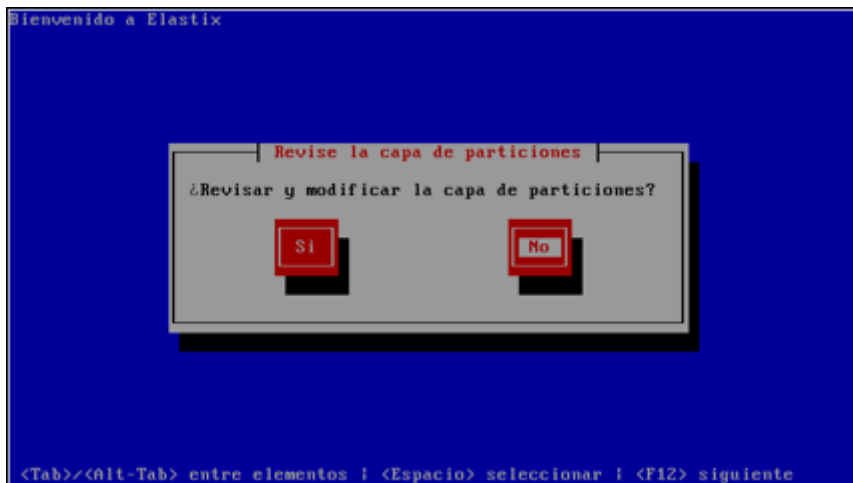 Bienvenido a Elastix
Revise la capa de particiones
¿Revisar y modificar la capa de particiones?
Si
No
<Tab>/<Alt-Tab> entre elementos | <Espacio> seleccionar | <F12> siguiente